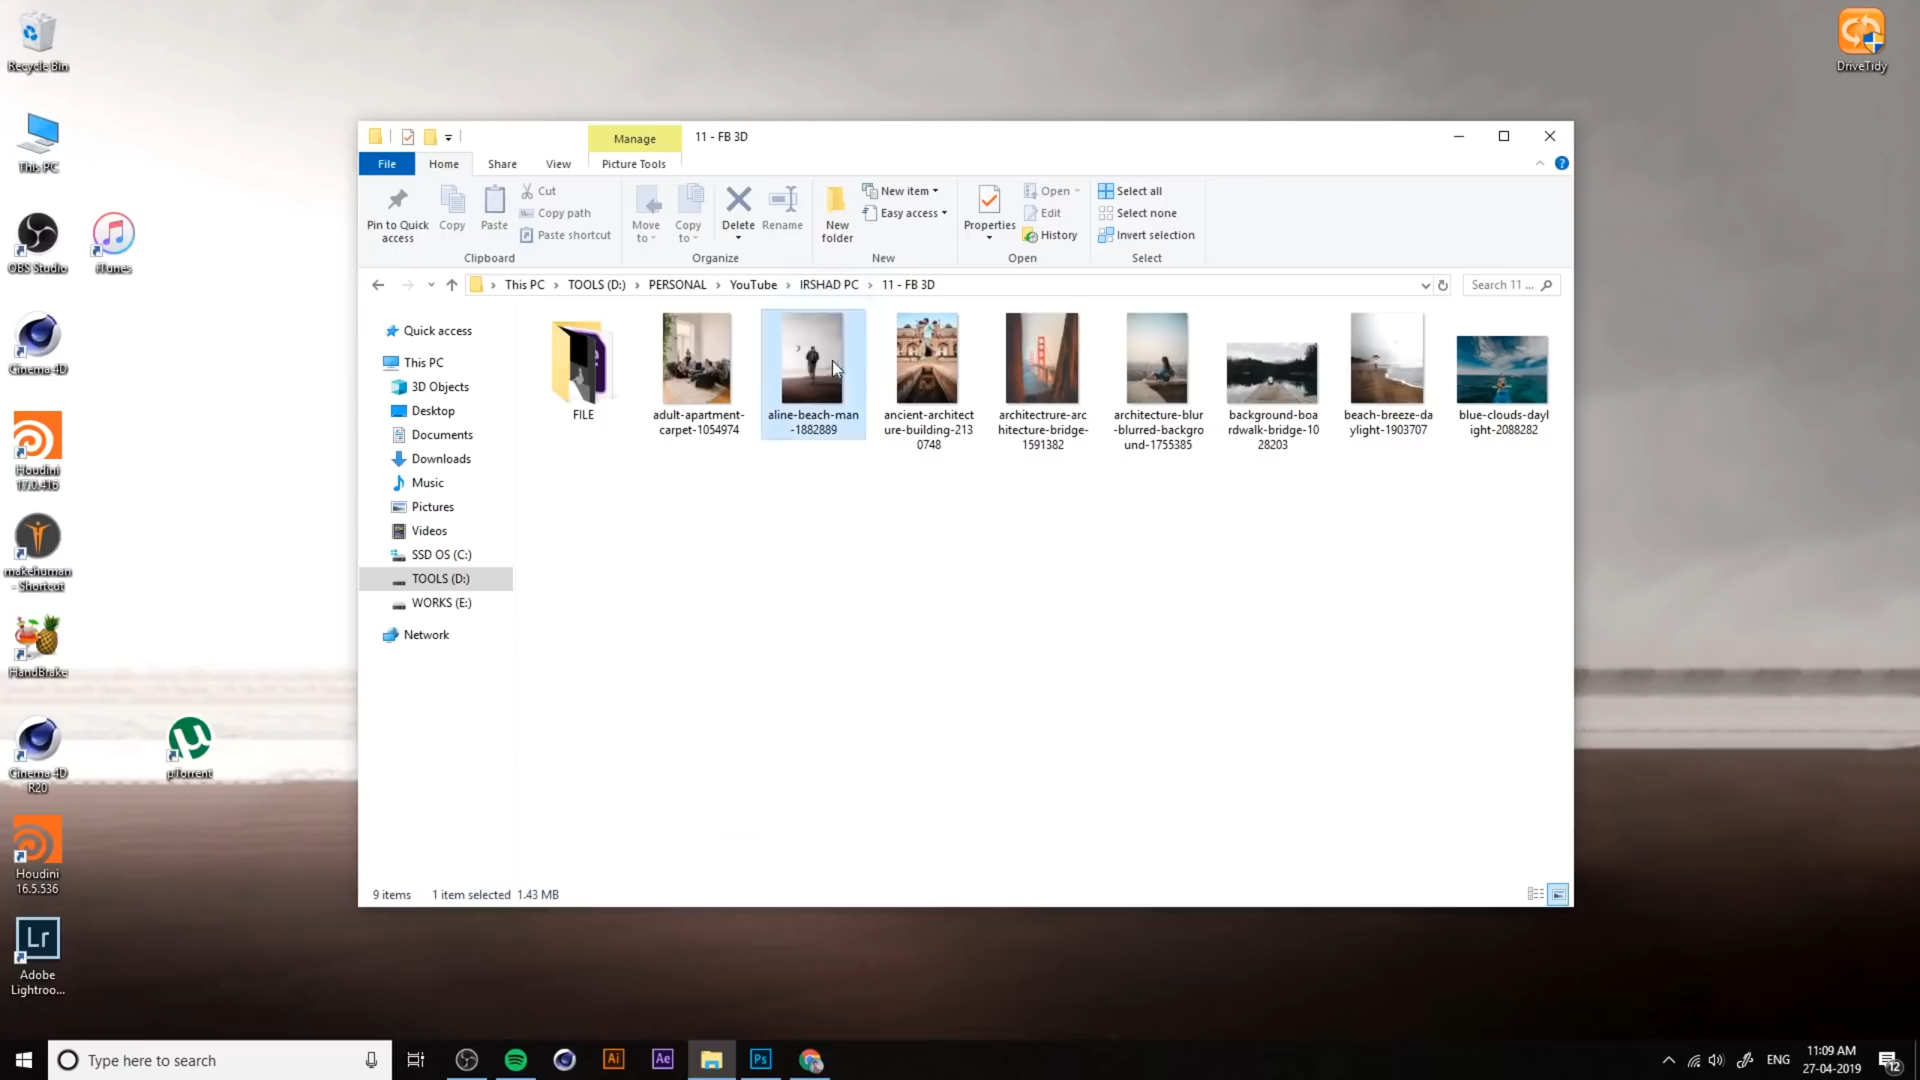 Recycle Bin
This PC
OBS Studio
iTunes
Cinema 4D
Houdini
17.0.416
makehuman
- Shortcut
HandBrake
Cinema 4D
R20
µTorrent
Houdini
16.5.536
Lr
Adobe
Lightroo...
DriveTidy
Manage
11 - FB 3D
File
Home
Share
View
Picture Tools
Pin to Quick
access
Copy
Paste
Cut
Copy path
Paste shortcut
Clipboard
Move
to
Copy
to
Delete
Rename
Organize
New
folder
New item
Easy access
New
Properties
Open
Edit
History
Open
Select all
Select none
Invert selection
Select
This PC > TOOLS (D:) > PERSONAL > YouTube > IRSHAD PC > 11 - FB 3D
Search 11 ...
Quick access
This PC
3D Objects
Desktop
Documents
Downloads
Music
Pictures
Videos
SSD OS (C:)
TOOLS (D:)
WORKS (E:)
Network
FILE
adult-apartment-
carpet-1054974
aline-beach-man
-1882889
ancient-architect
ure-building-213
0748
architectrure-arc
hitecture-bridge-
1591382
architecture-blur
-blurred-backgro
und-1755385
background-boa
rdwalk-bridge-10
28203
beach-breeze-da
ylight-1903707
blue-clouds-dayl
ight-2088282
9 items
1 item selected 1.43 MB
Type here to search
Ai
Ae
Ps
ENG
11:09 AM
27-04-2019
12